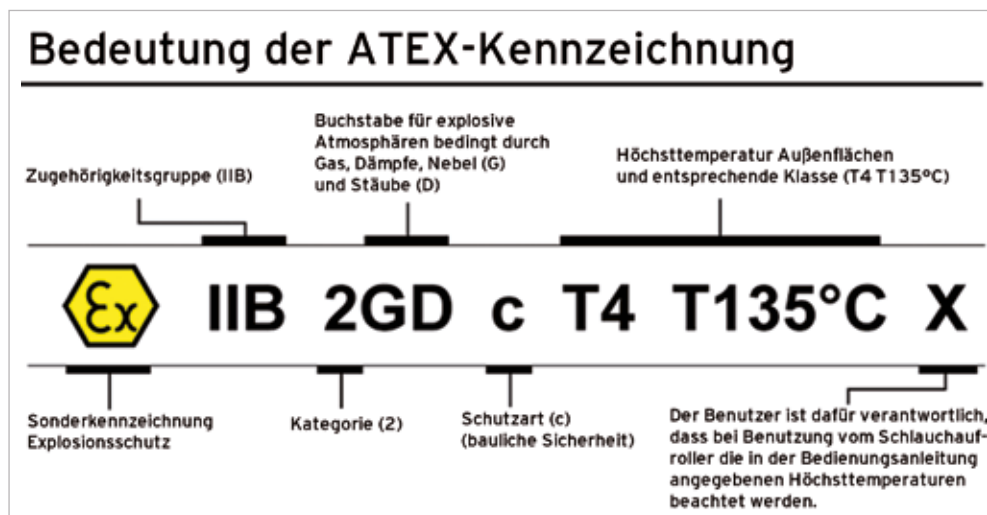 Bedeutung der ATEX-Kennzeichnung
Zugehörigkeitsgruppe (IIB)
Buchstabe für explosive
Atmosphären bedingt durch
Gas, Dämpfe, Nebel (G)
und Stäube (D)
Höchsttemperatur Außenflächen
und entsprechende Klasse (T4 T135°C)
Ex IIB 2GD c T4 T135°C X
Sonderkennzeichnung
Explosionsschutz
Kategorie (2)
Schutzart (c)
(bauliche Sicherheit)
Der Benutzer ist dafür verantwortlich,
dass bei Benutzung vom Schlauchauf-
roller die in der Bedienungsanleitung
angegebenen Höchsttemperaturen
beachtet werden.